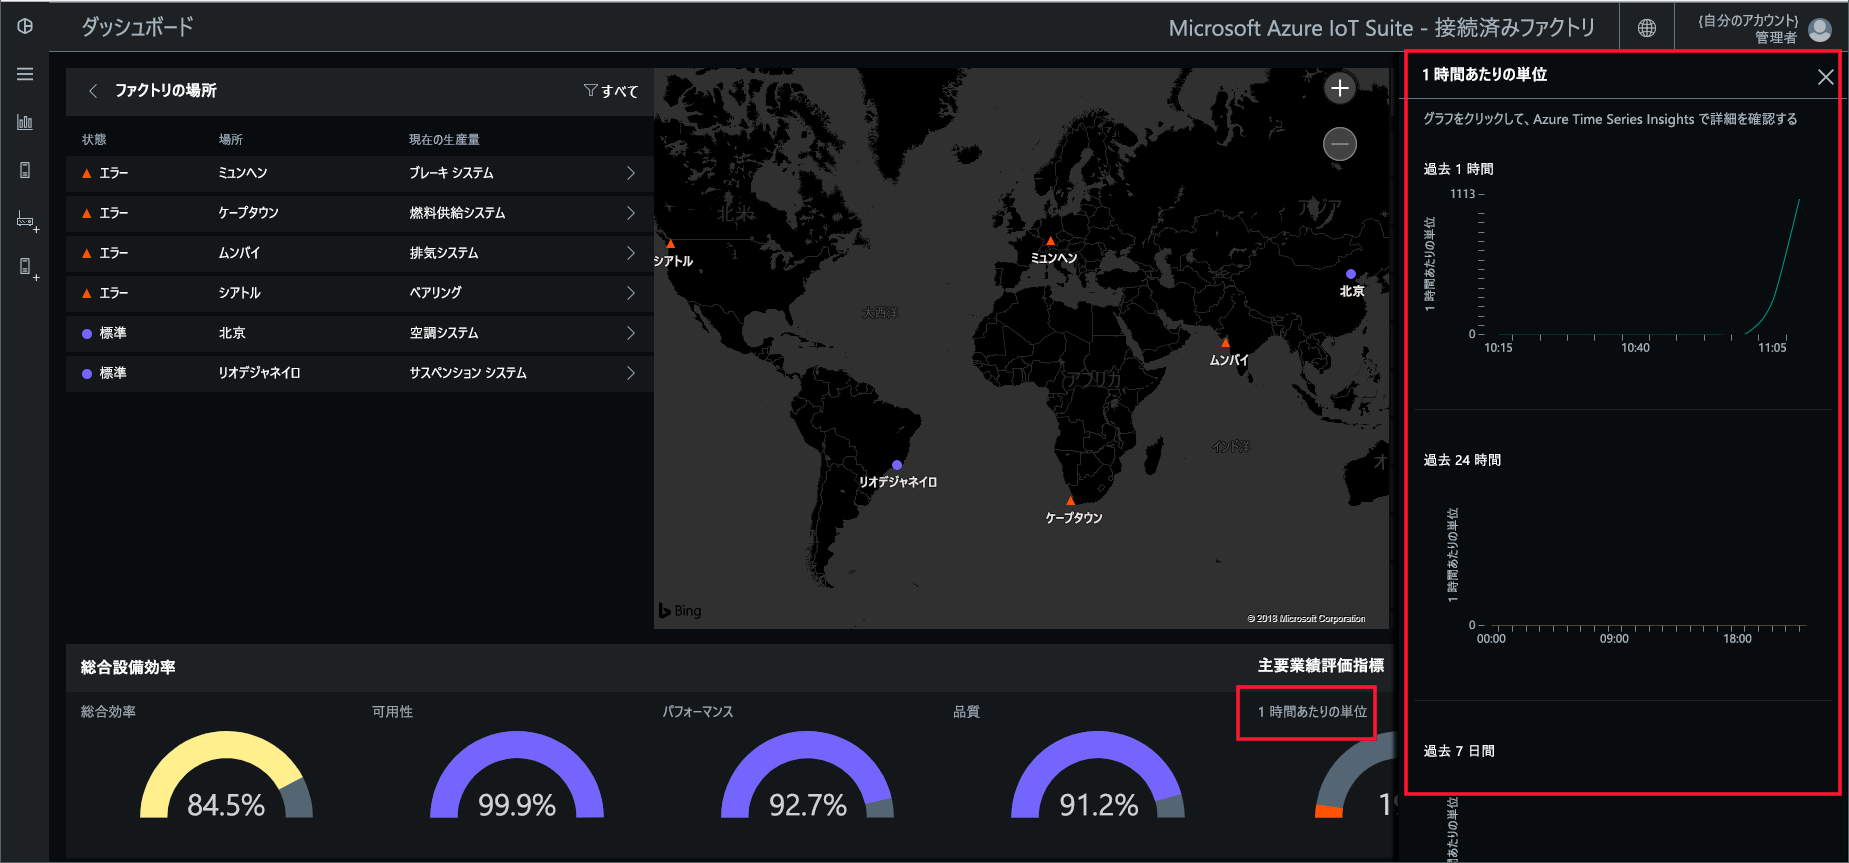 ダッシュボード
Microsoft Azure IoT Suite - 接続済みファクトリ
{自分のアカウント}
管理者
ファクトリの場所
すべて
状態 場所 現在の生産量
エラー ミュンヘン ブレーキ システム
エラー ケープタウン 燃料供給システム
エラー ムンバイ 排気システム
エラー シアトル ベアリング
標準 北京 空調システム
標準 リオデジャネイロ サスペンション システム
北米
アジア
シアトル
ミュンヘン
北京
大西洋
ムンバイ
アフリカ
インド洋
オ
リオデジャネイロ
ケープタウン
Bing
© 2018 Microsoft Corporation
総合設備効率
主要業績評価指標
総合効率 可用性 パフォーマンス 品質 1 時間あたりの単位
84.5% 99.9% 92.7% 91.2%
1 時間あたりの単位
グラフをクリックして、Azure Time Series Insights で詳細を確認する
過去 1 時間
1113
1 時間あたりの単位
0
10:15 10:40 11:05
過去 24 時間
1 時間あたりの単位
0
00:00 09:00 18:00
過去 7 日間
間あたりの単位